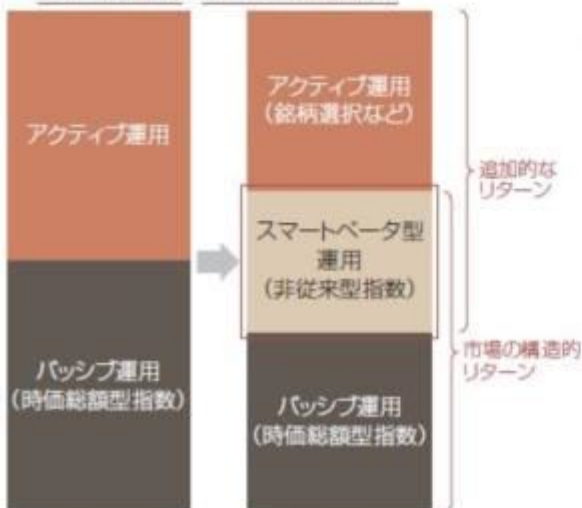 アクティブ運用
パッシブ運用
(時価総額型指数)
アクティブ運用
(銘柄選択など)
スマートベータ型
運用
(非従来型指数)
パッシブ運用
(時価総額型指数)
追加的な
リターン
市場の構造的
リターン